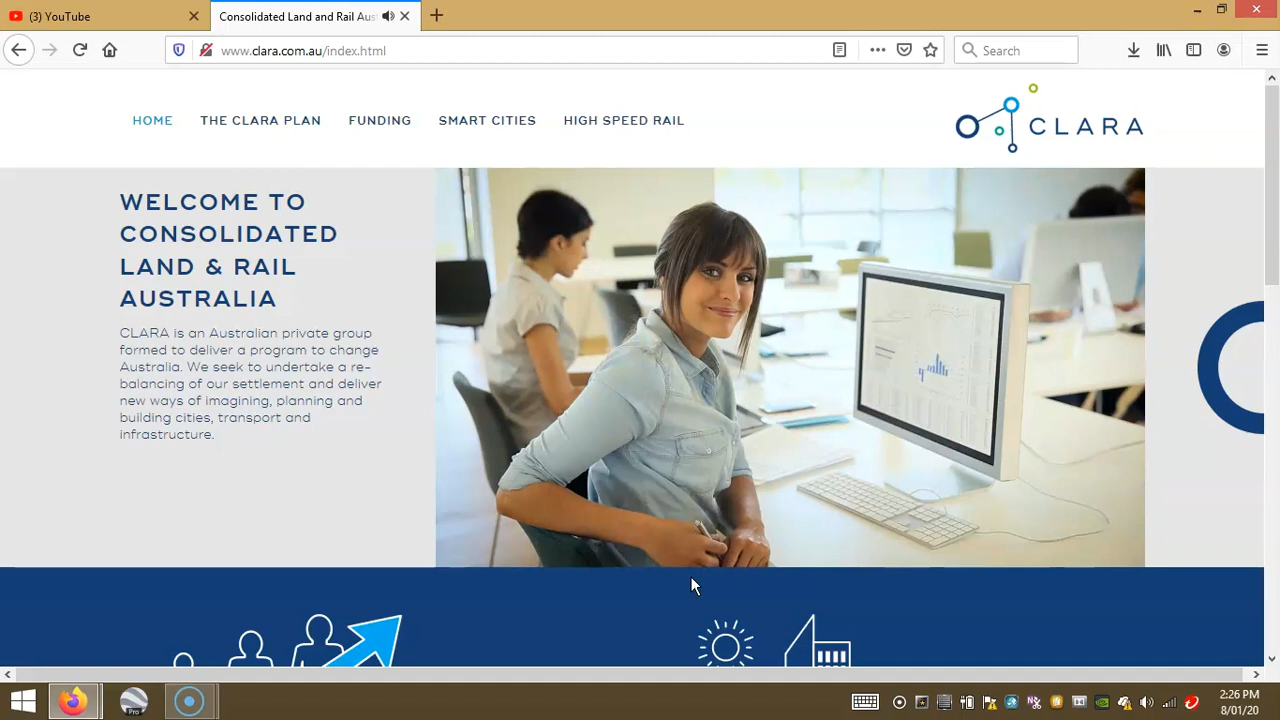 (3) YouTube
Consolidated Land and Rail Aus
www.clara.com.au/index.html
Search
HOME THE CLARA PLAN FUNDING SMART CITIES HIGH SPEED RAIL
CLARA
WELCOME TO
CONSOLIDATED
LAND & RAIL
AUSTRALIA
CLARA is an Australian private group
formed to deliver a program to change
Australia. We seek to undertake a re-
balancing of our settlement and deliver
new ways of imagining, planning and
building cities, transport and
infrastructure.
Pro
2:26 PM
8/01/20